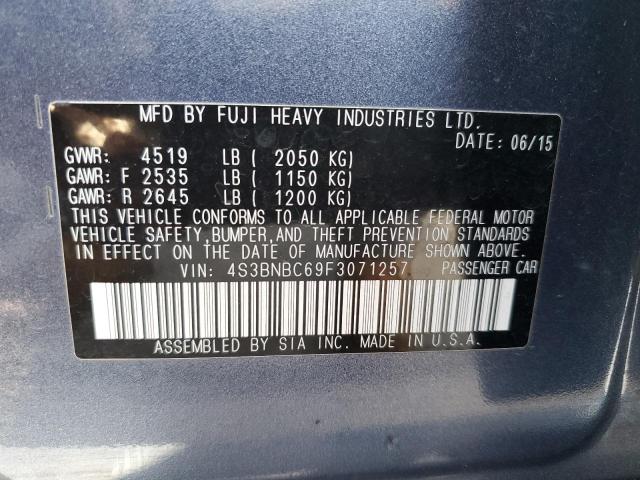 MFD BY FUJI HEAVY INDUSTRIES LTD.
DATE: 06/15
GVWR: 4519 LB ( 2050 KG)
GAWR: F 2535 LB ( 1150 KG)
GAWR: R 2645 LB ( 1200 KG)
THIS VEHICLE CONFORMS TO ALL APPLICABLE FEDERAL MOTOR
VEHICLE SAFETY, BUMPER, AND THEFT PREVENTION STANDARDS
IN EFFECT ON THE DATE OF MANUFACTURE SHOWN ABOVE.
VIN: 4S3BNBC69F3071257 PASSENGER CAR
ASSEMBLED BY SIA INC. MADE IN U.S.A.